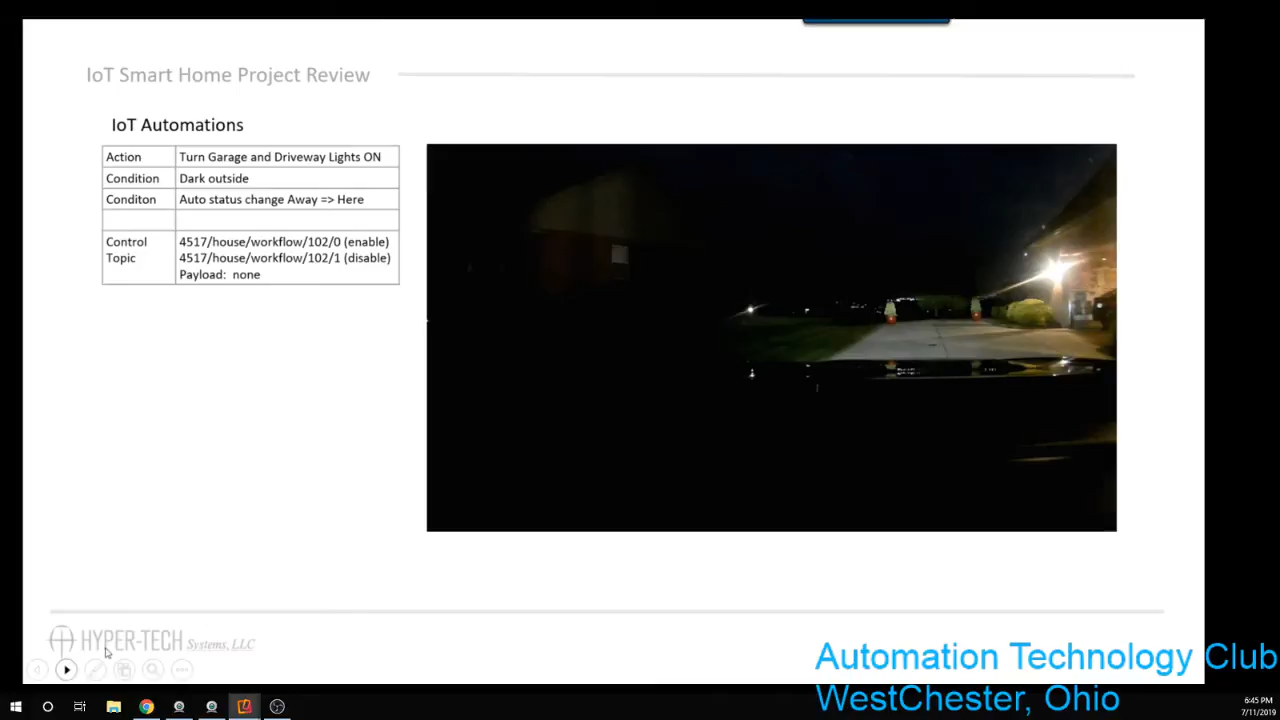 IoT Smart Home Project Review
IoT Automations
Action Turn Garage and Driveway Lights ON
Condition Dark outside
Conditon Auto status change Away => Here
Control Topic 4517/house/workflow/102/0 (enable)
4517/house/workflow/102/1 (disable)
Payload: none
HYPER-TECH Systems, LLC
Automation Technology Club
WestChester, Ohio
6:45 PM
7/11/2019